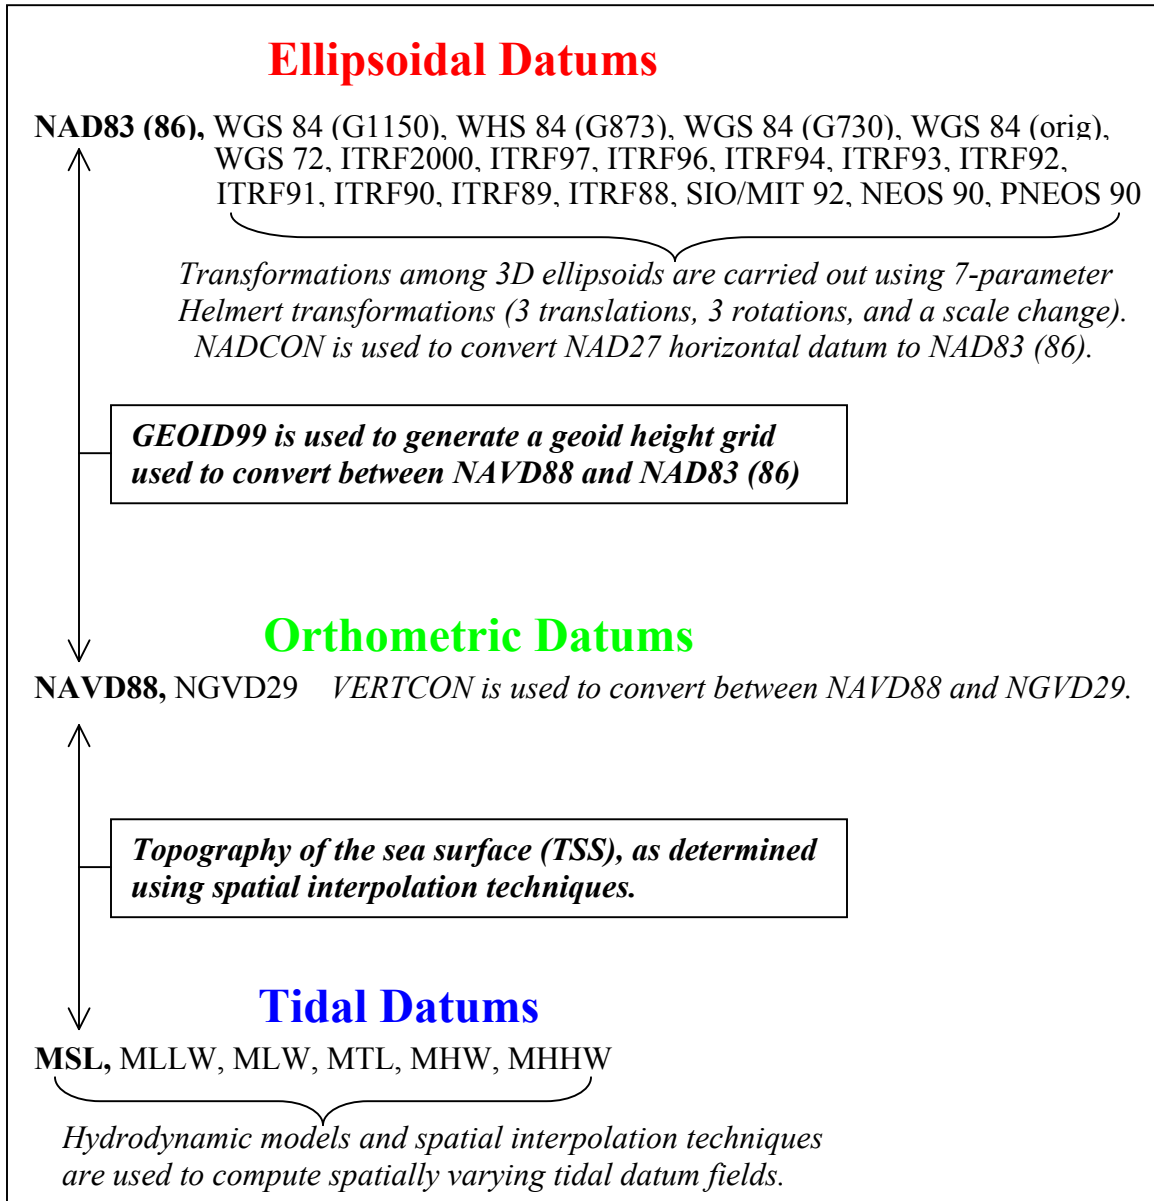 Ellipsoidal Datums
NAD83 (86), WGS 84 (G1150), WHS 84 (G873), WGS 84 (G730), WGS 84 (orig),
WGS 72, ITRF2000, ITRF97, ITRF96, ITRF94, ITRF93, ITRF92,
ITRF91, ITRF90, ITRF89, ITRF88, SIO/MIT 92, NEOS 90, PNEOS 90
Transformations among 3D ellipsoids are carried out using 7-parameter
Helmert transformations (3 translations, 3 rotations, and a scale change).
NADCON is used to convert NAD27 horizontal datum to NAD83 (86).
GEOID99 is used to generate a geoid height grid
used to convert between NAVD88 and NAD83 (86)
Orthometric Datums
NAVD88, NGVD29 VERTCON is used to convert between NAVD88 and NGVD29.
Topography of the sea surface (TSS), as determined
using spatial interpolation techniques.
Tidal Datums
MSL, MLLW, MLW, MTL, MHW, MHHW
Hydrodynamic models and spatial interpolation techniques
are used to compute spatially varying tidal datum fields.